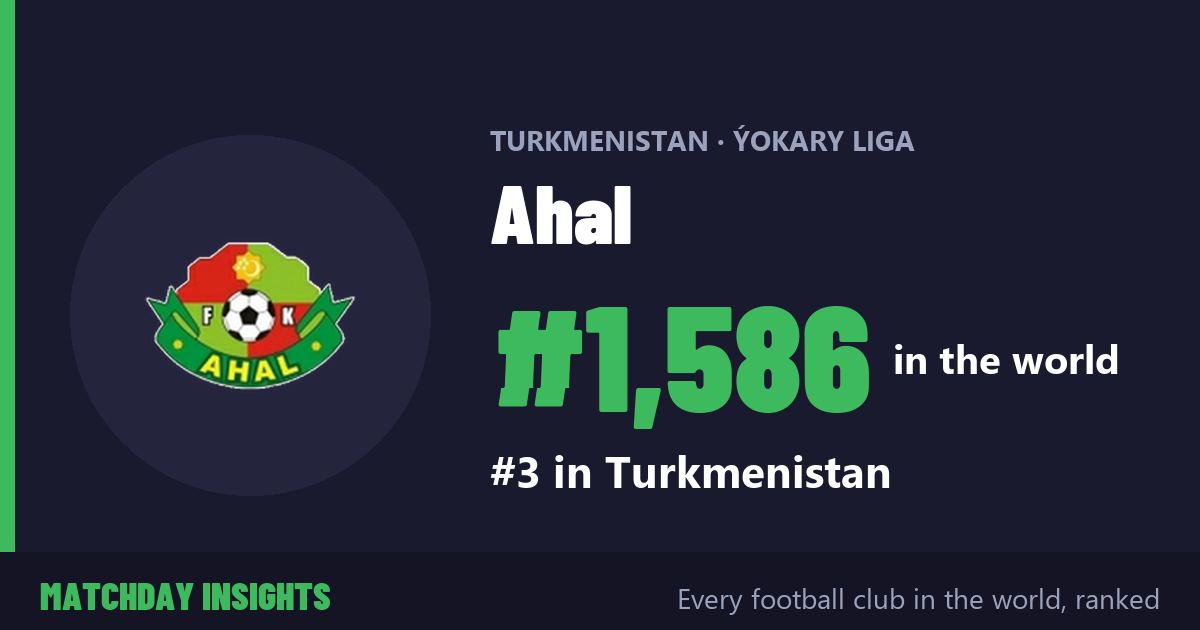 TURKMENISTAN · ÝOKARY LIGA
Ahal
F K
AHAL
#1,586 in the world
#3 in Turkmenistan
MATCHDAY INSIGHTS
Every football club in the world, ranked